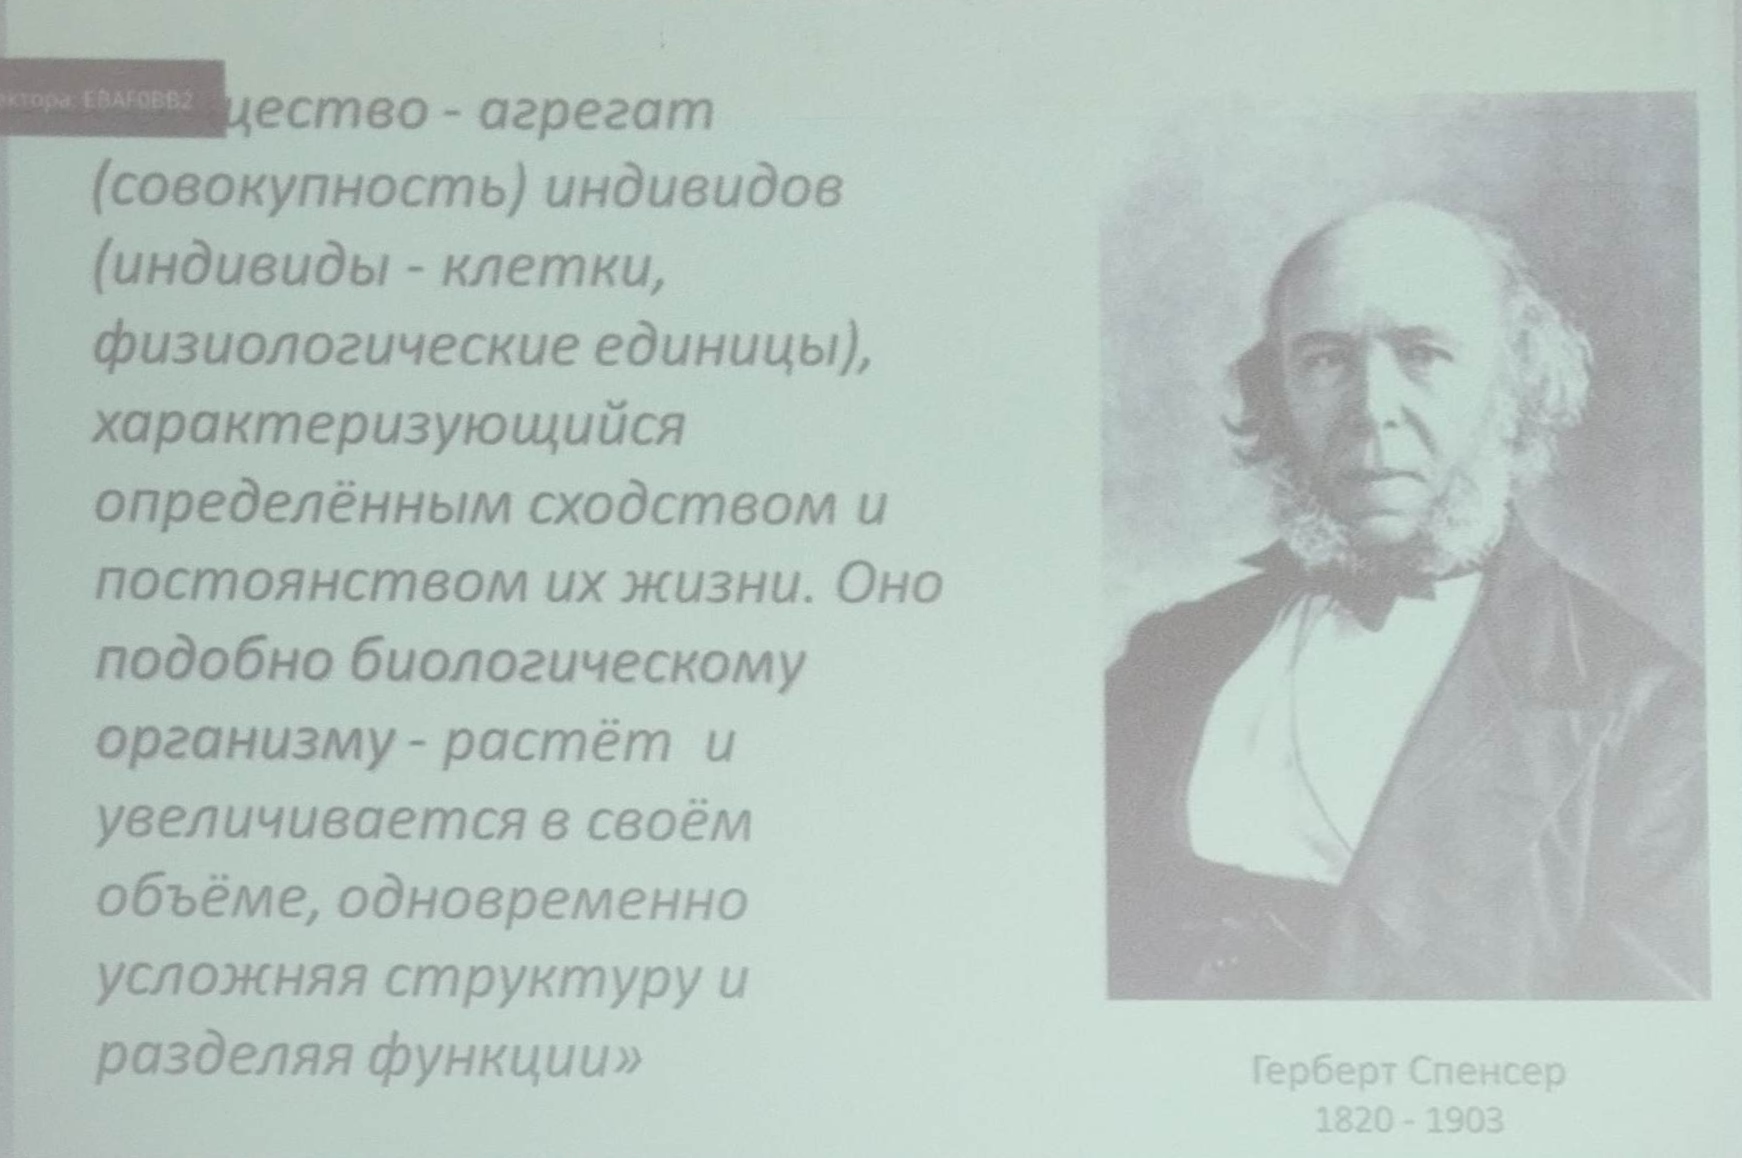 ектора: EBAF0BB2
щество - агрегат
(совокупность) индивидов
(индивиды - клетки,
физиологические единицы),
характеризующийся
определённым сходством и
постоянством их жизни. Оно
подобно биологическому
организму - растёт и
увеличивается в своём
объёме, одновременно
усложняя структуру и
разделяя функции»
Герберт Спенсер
1820 - 1903